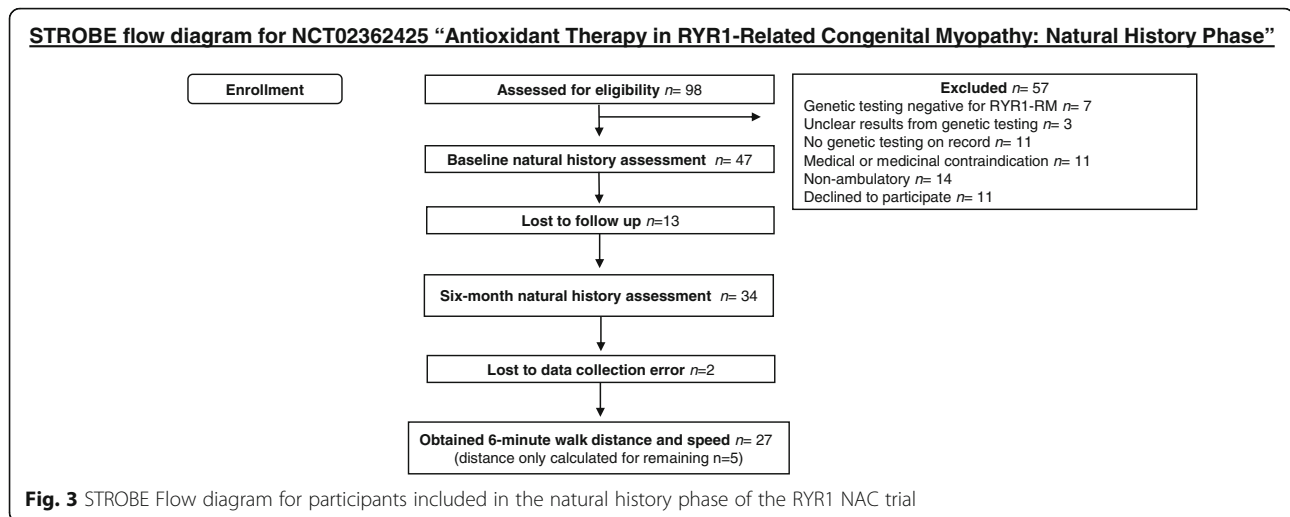 STROBE flow diagram for NCT02362425 “Antioxidant Therapy in RYR1-Related Congenital Myopathy: Natural History Phase”
Enrollment
Assessed for eligibility n= 98
Excluded n= 57
Genetic testing negative for RYR1-RM n= 7
Unclear results from genetic testing n= 3
No genetic testing on record n= 11
Medical or medicinal contraindication n= 11
Non-ambulatory n= 14
Declined to participate n= 11
Baseline natural history assessment n= 47
Lost to follow up n=13
Six-month natural history assessment n= 34
Lost to data collection error n=2
Obtained 6-minute walk distance and speed n= 27
(distance only calculated for remaining n=5)
Fig. 3 STROBE Flow diagram for participants included in the natural history phase of the RYR1 NAC trial